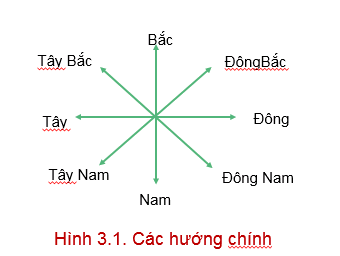 Bắc
Tây Bắc
ĐôngBắc
Tây
Đông
Tây Nam
Đông Nam
Nam
Hình 3.1. Các hướng chính